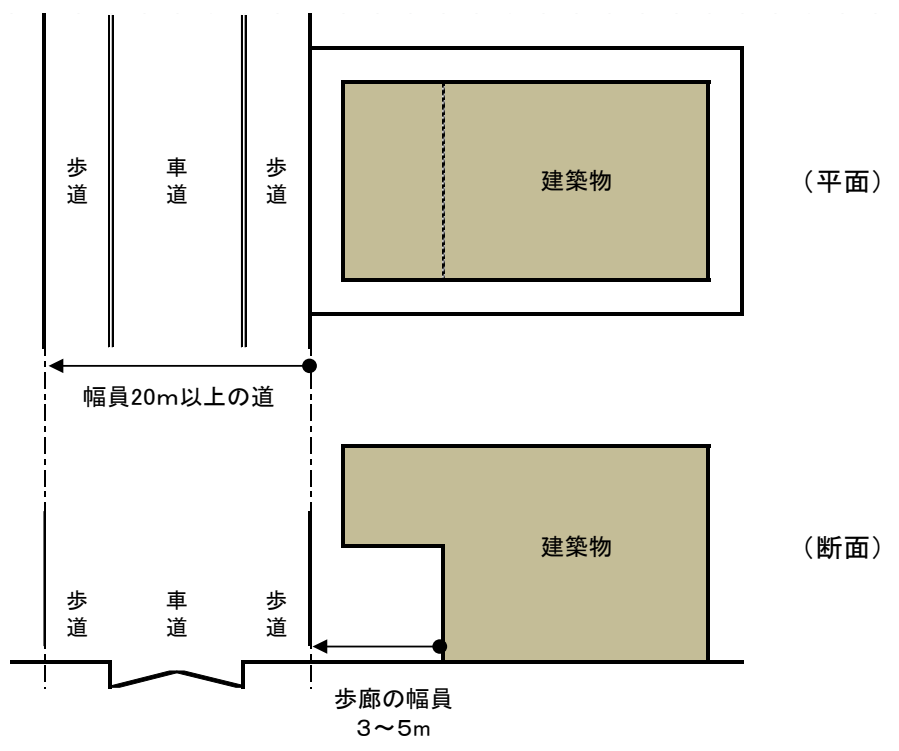 歩道
車道
歩道
建築物
（平面）
幅員20ｍ以上の道
建築物
（断面）
歩道
車道
歩道
歩廊の幅員
３～５ｍ